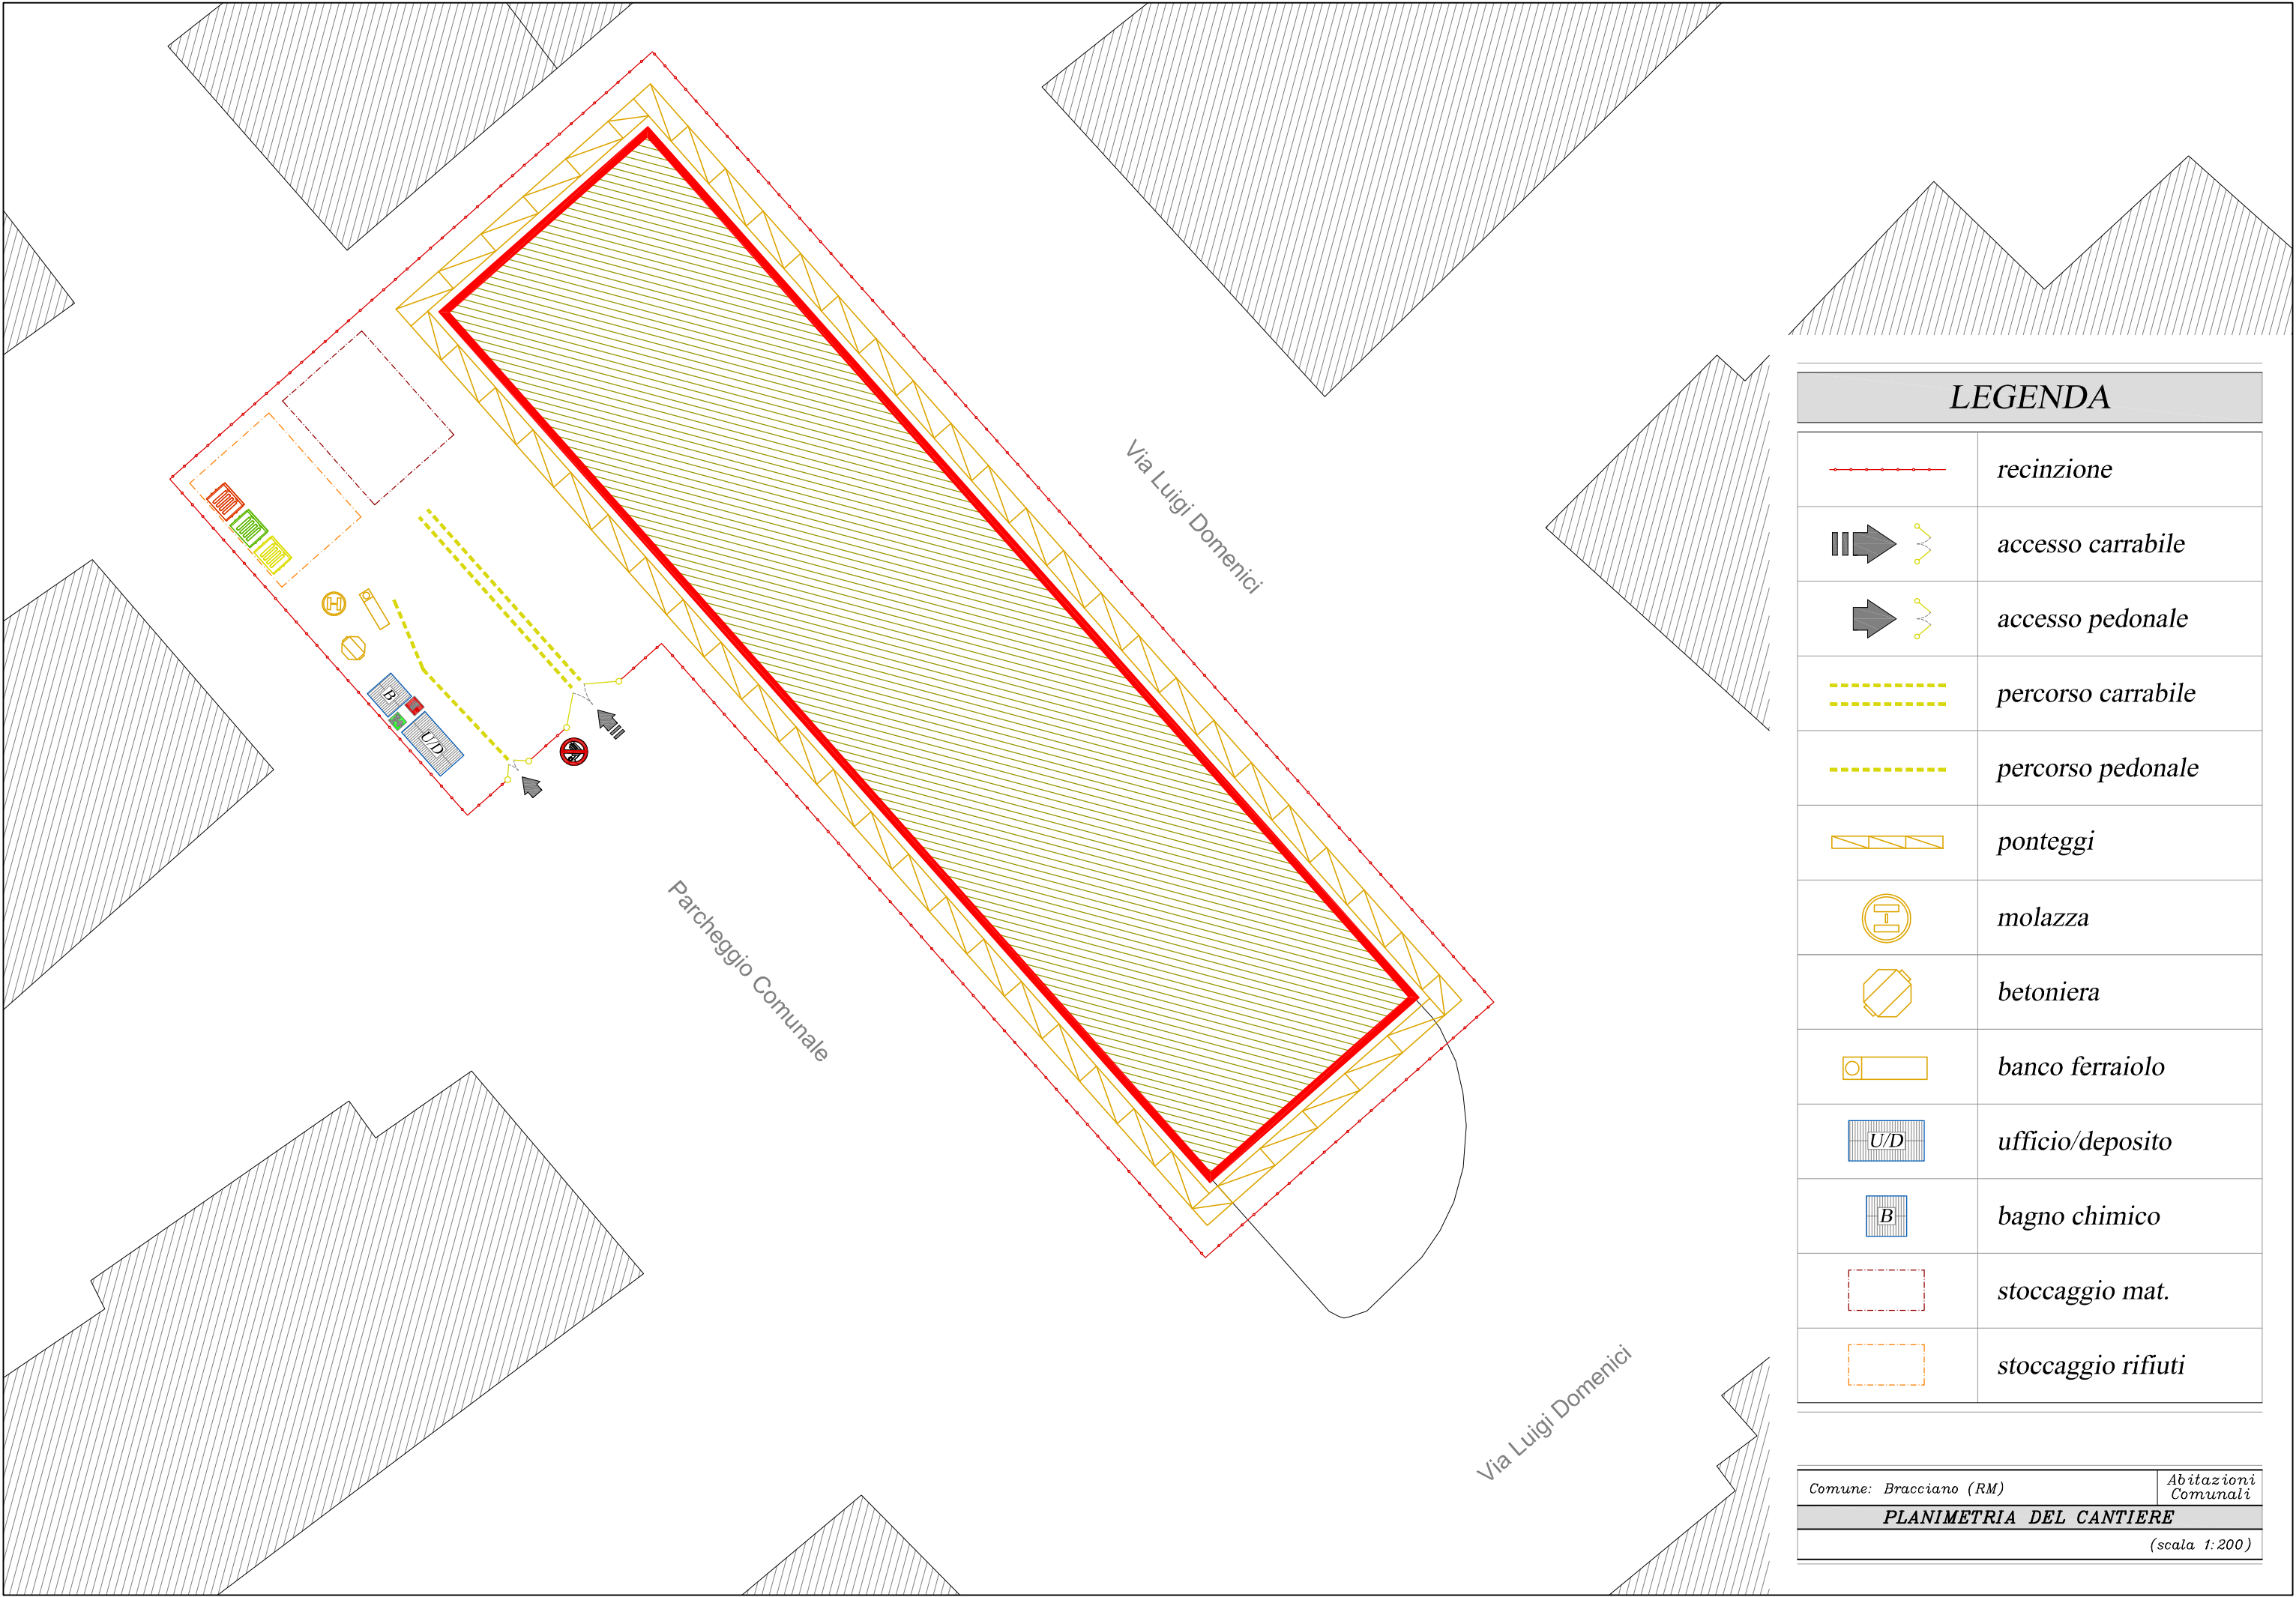 Via Luigi Domenici
Parcheggio Comunale
Via Luigi Domenici
B
U/D
LEGENDA
recinzione
accesso carrabile
accesso pedonale
percorso carrabile
percorso pedonale
ponteggi
molazza
betoniera
banco ferraiolo
U/D ufficio/deposito
B bagno chimico
stoccaggio mat.
stoccaggio rifiuti
Comune: Bracciano (RM)
Abitazioni
Comunali
PLANIMETRIA DEL CANTIERE
(scala 1:200)